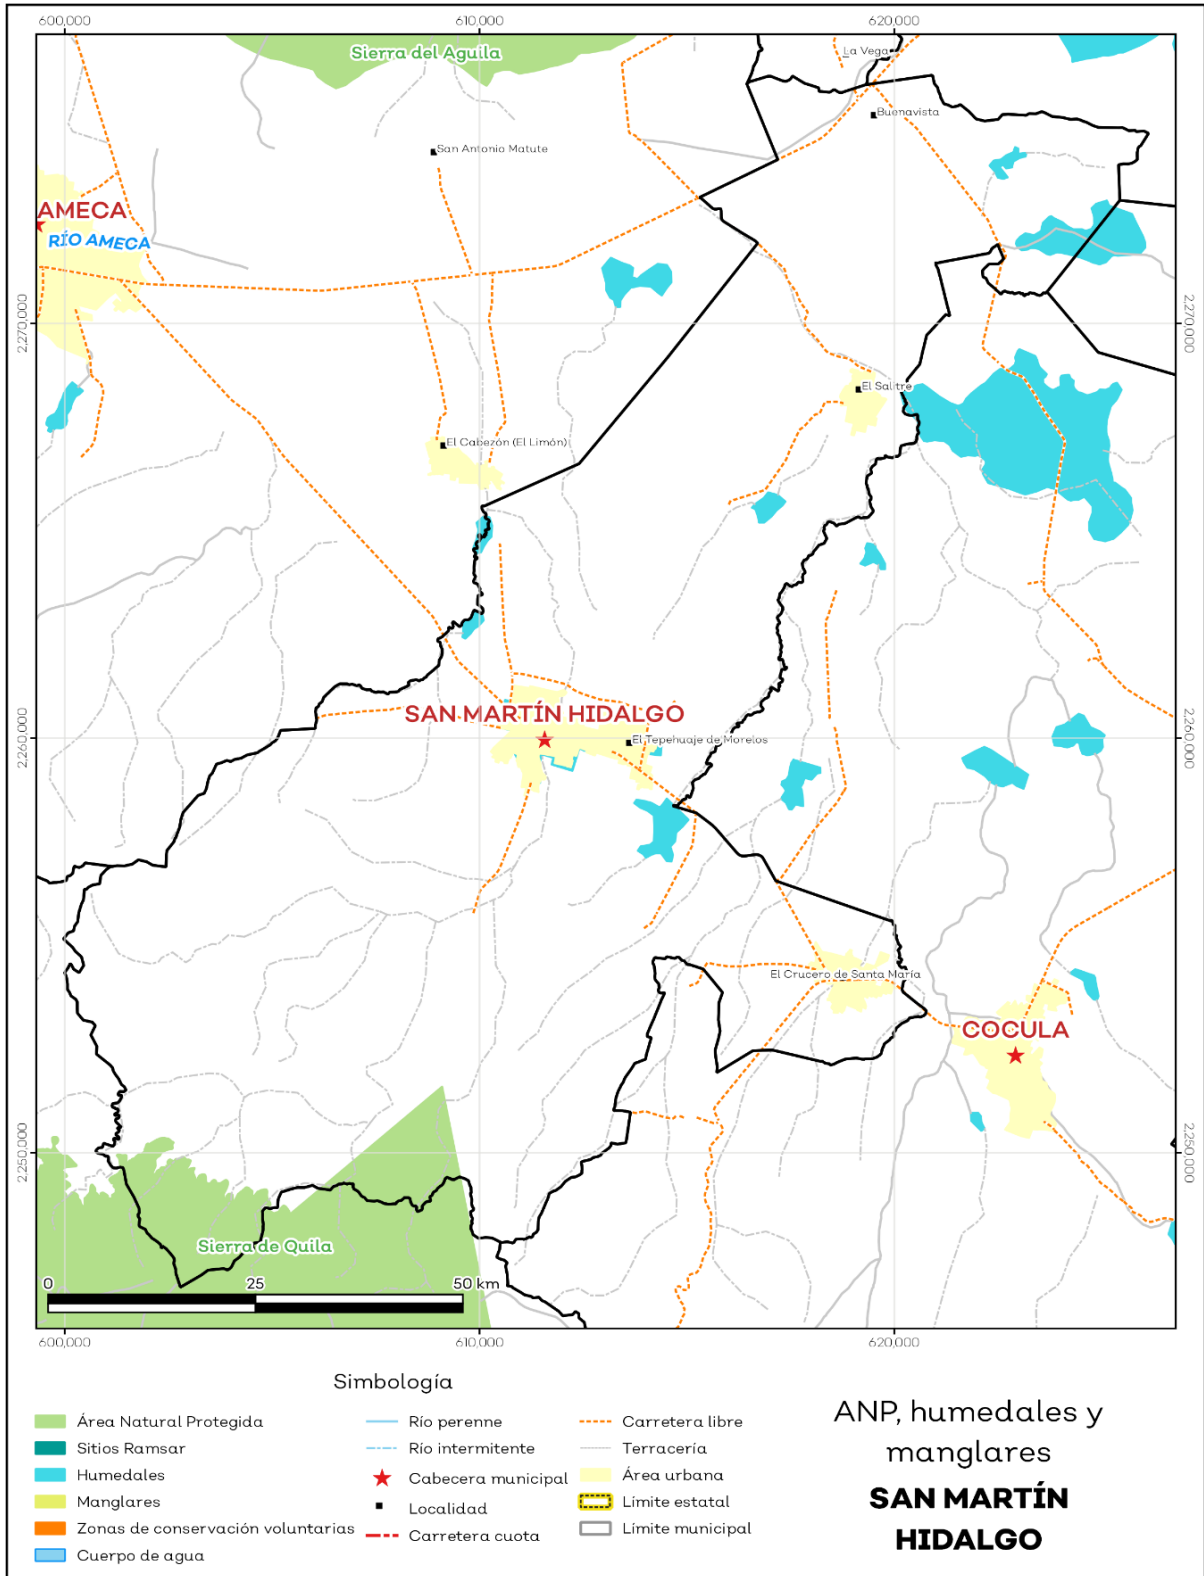 600,000
610,000
620,000
Sierra del Aguila
La Vega
Buenavista
San Antonio Matute
AMECA
RÍO AMECA
2,270,000
2,270,000
El Salitre
El Cabezón (El Limón)
SAN MARTÍN HIDALGO
El Tepehuaje de Morelos
2,260,000
2,260,000
El Crucero de Santa María
COCULA
2,250,000
2,250,000
Sierra de Quila
0 25 50 km
600,000
610,000
620,000
Simbología
Área Natural Protegida
Sitios Ramsar
Humedales
Manglares
Zonas de conservación voluntarias
Cuerpo de agua
Río perenne
Río intermitente
Cabecera municipal
Localidad
Carretera cuota
Carretera libre
Terracería
Área urbana
Límite estatal
Límite municipal
ANP, humedales y
manglares
SAN MARTÍN
HIDALGO